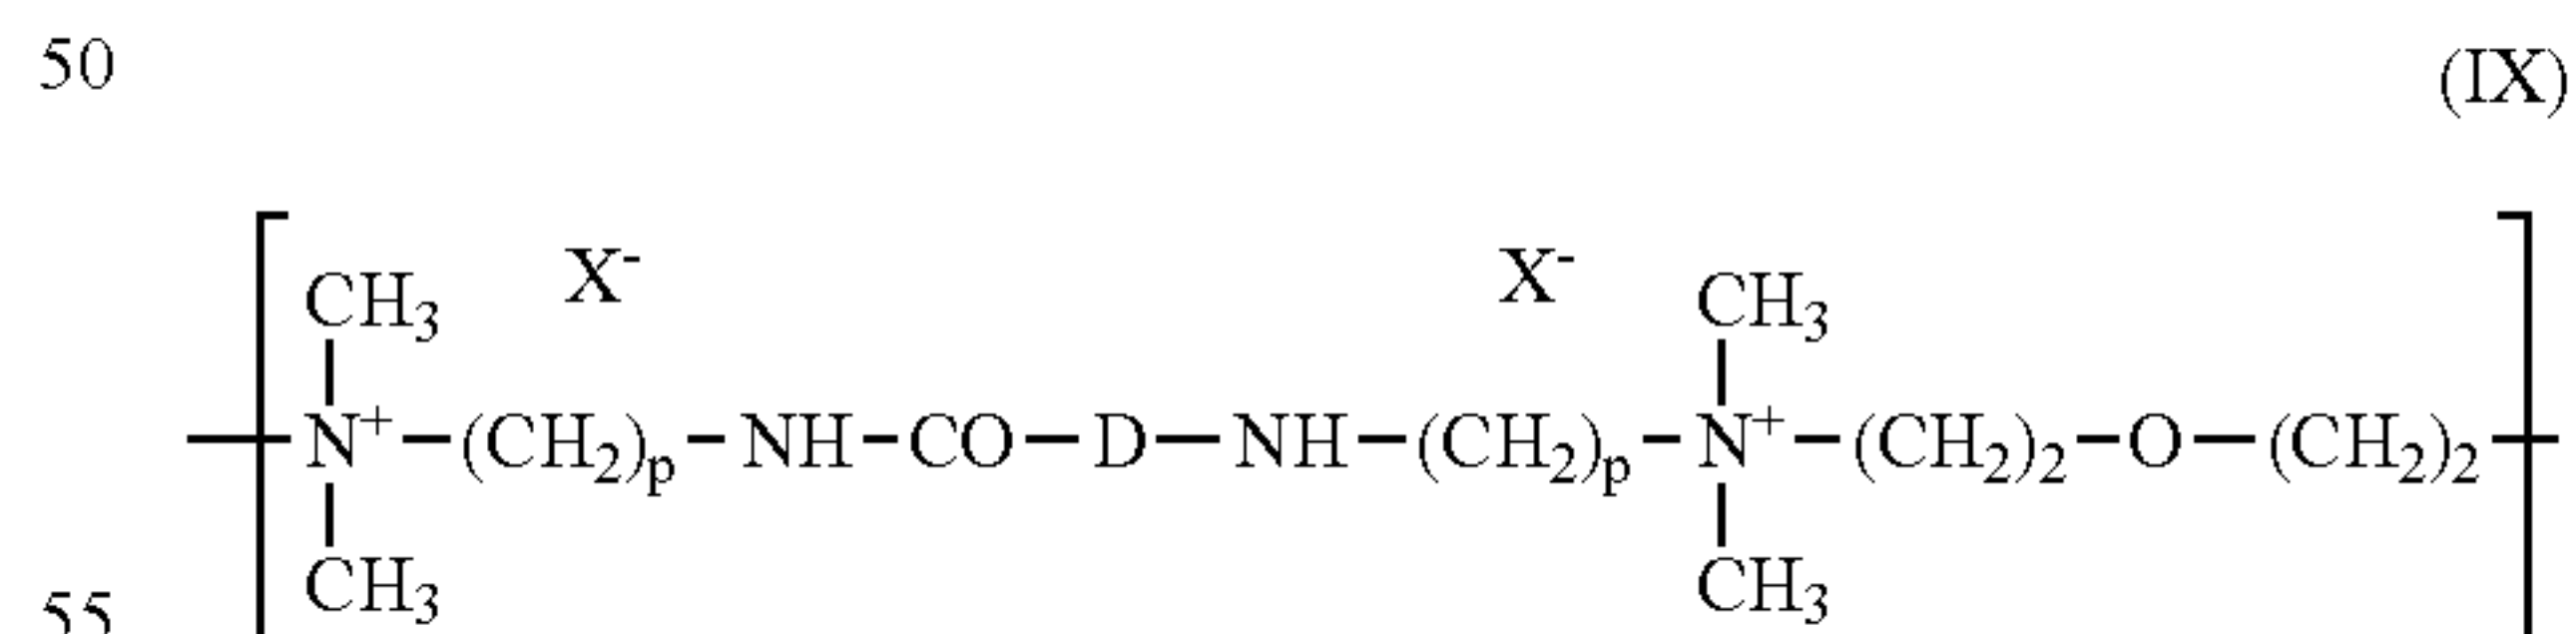 50 (IX)
X⁻ X⁻
CH₃ CH₃
N⁺—(CH₂)ₚ—NH—CO—D—NH—(CH₂)ₚ—N⁺—(CH₂)₂—O—(CH₂)₂
CH₃ CH₃
55